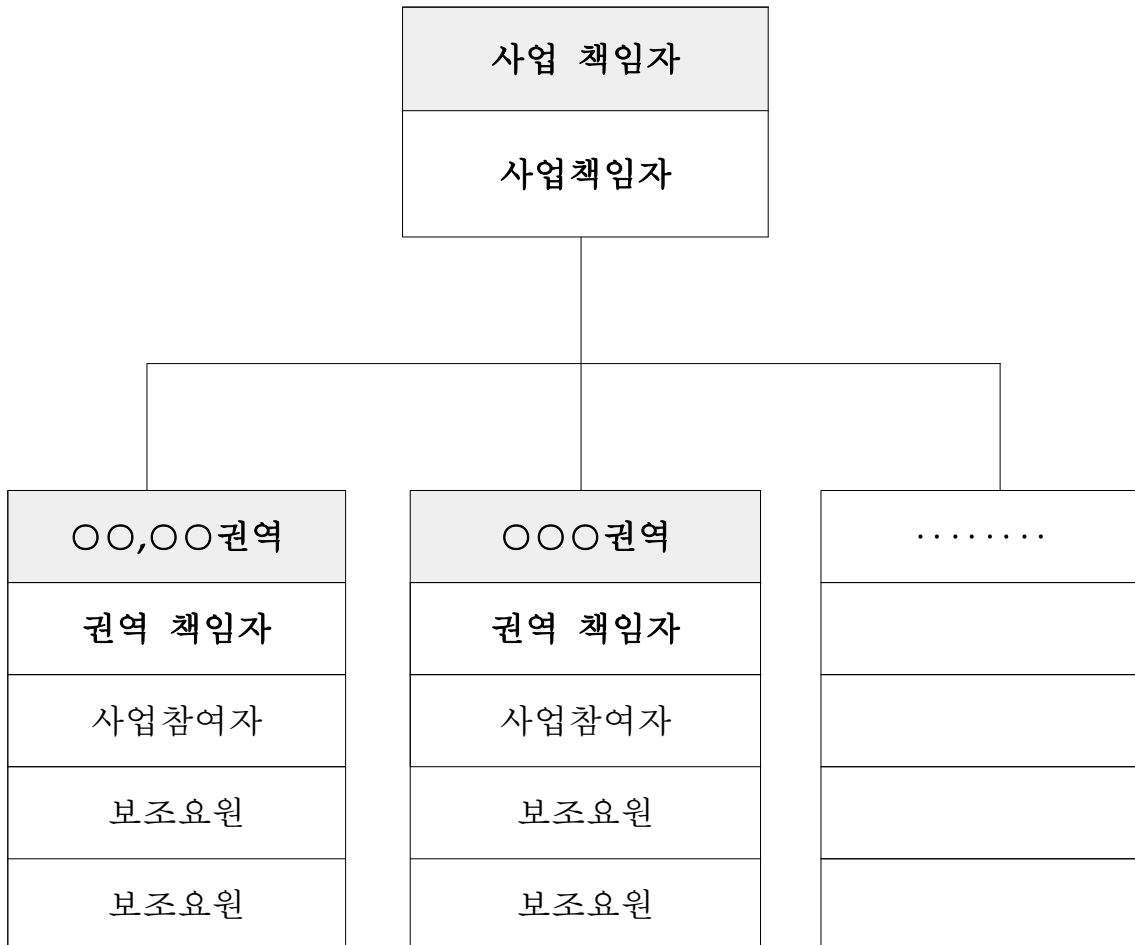 사업 책임자
사업책임자
○○,○○권역
권역 책임자
사업참여자
보조요원
보조요원
○○○권역
권역 책임자
사업참여자
보조요원
보조요원
········